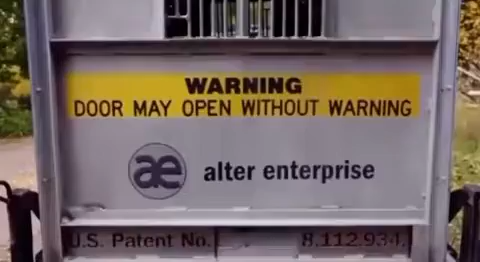 WARNING
DOOR MAY OPEN WITHOUT WARNING
ae alter enterprise
U.S. Patent No. 8,112,934.